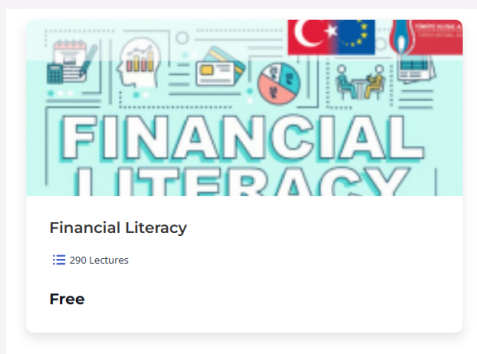 FINANCIAL
LITERACY
Financial Literacy
290 Lectures
Free